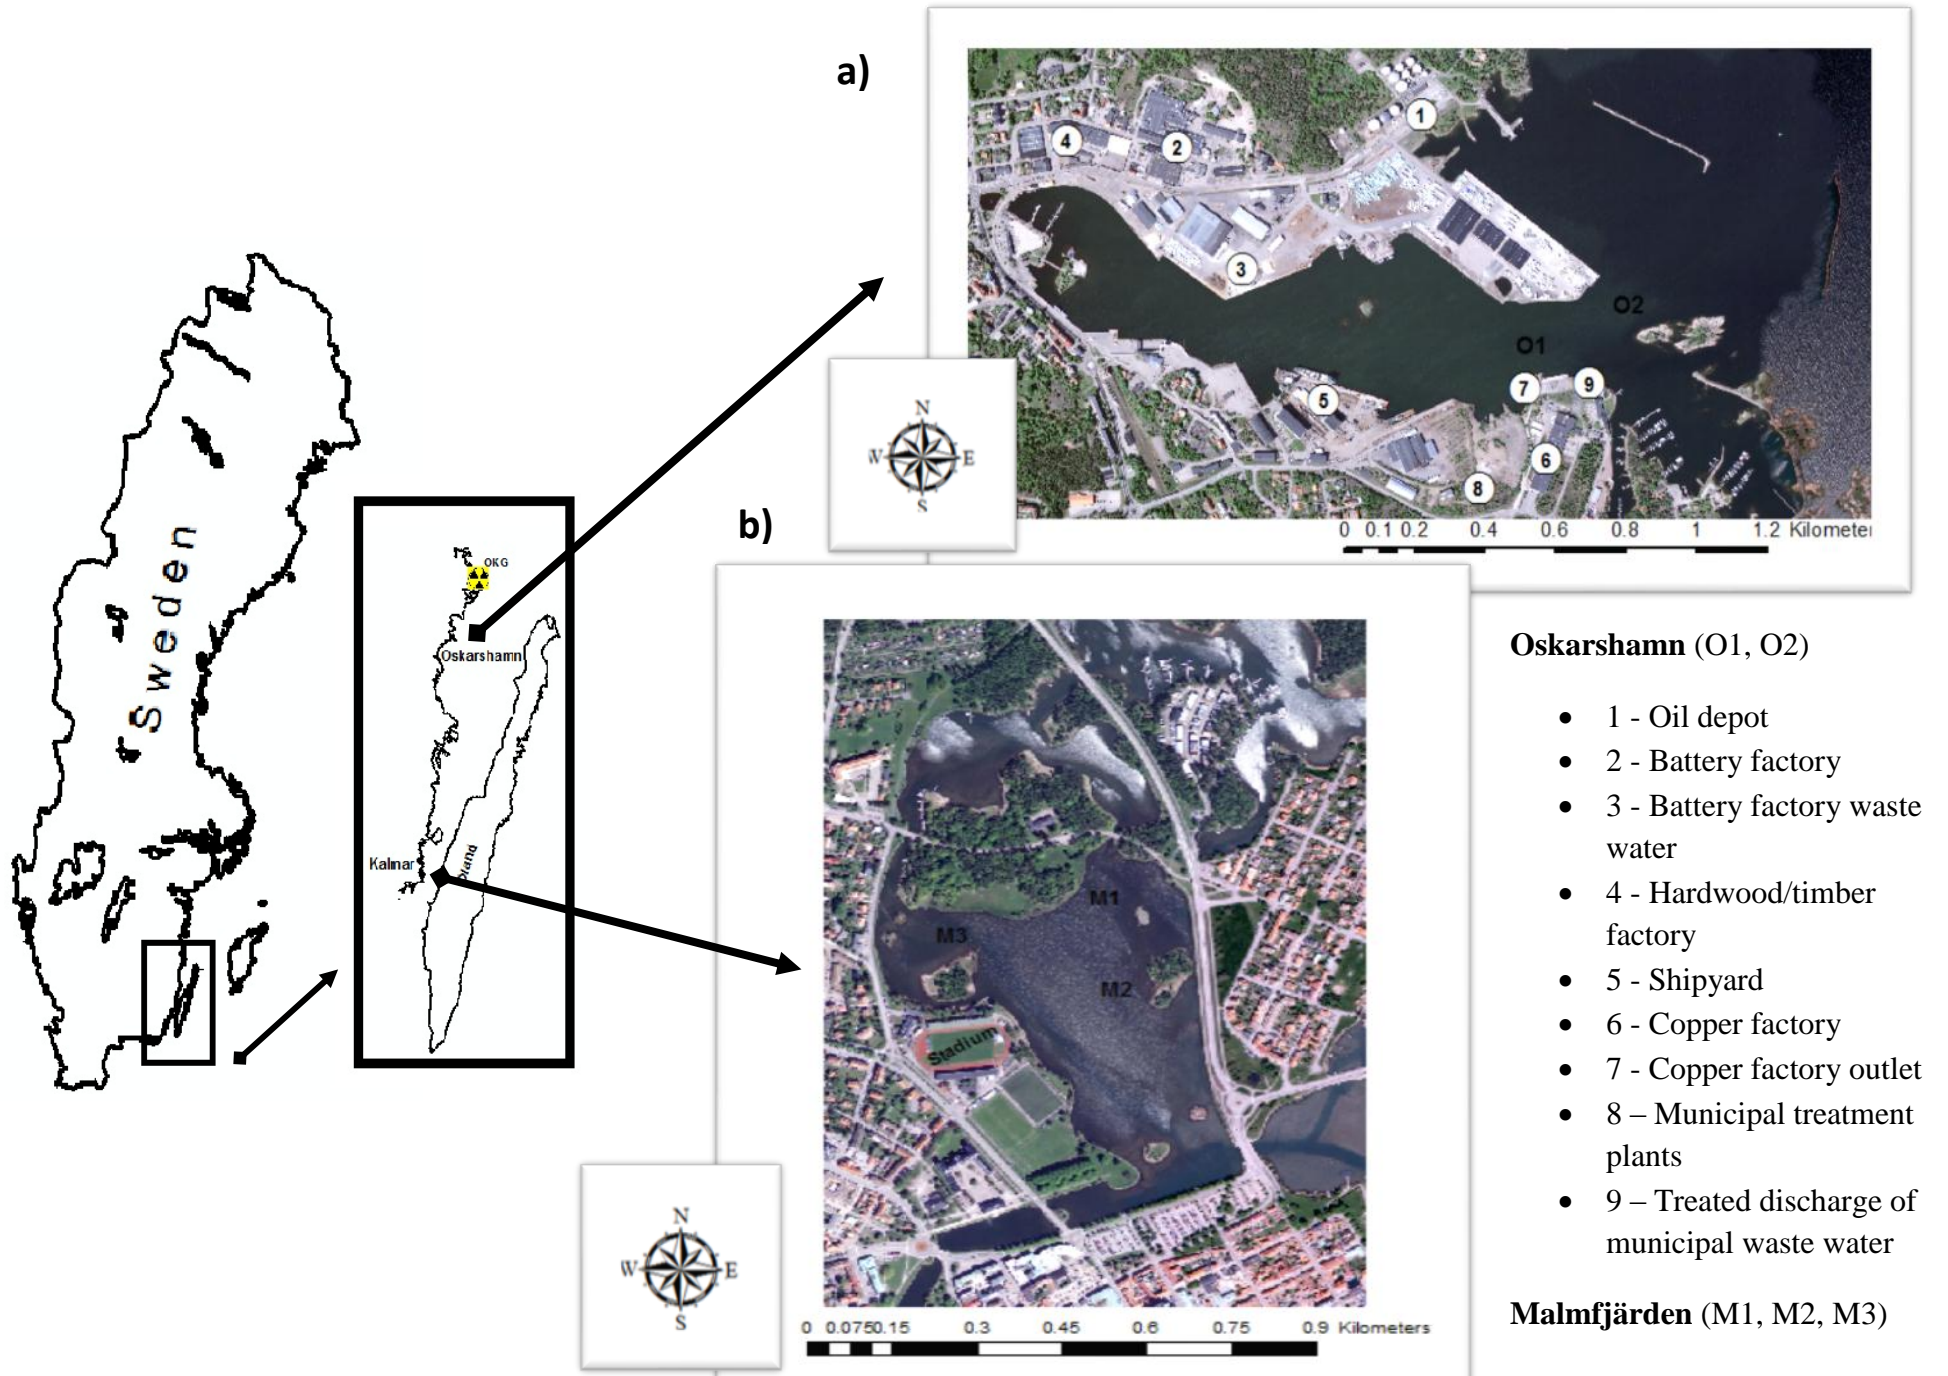 a)
1
4
2
3
O2
O1
7
9
5
6
8
0 0.1 0.2 0.4 0.6 0.8 1 1.2 Kilometer
N
W E
S
Sweden
OKG
Oskarshamn
Kalmar
Öland
b)
M1
M3
M2
Stadium
N
W E
S
0 0.075 0.15 0.3 0.45 0.6 0.75 0.9 Kilometers
Oskarshamn (O1, O2)
• 1 - Oil depot
• 2 - Battery factory
• 3 - Battery factory waste
water
• 4 - Hardwood/timber
factory
• 5 - Shipyard
• 6 - Copper factory
• 7 - Copper factory outlet
• 8 – Municipal treatment
plants
• 9 – Treated discharge of
municipal waste water
Malmfjärden (M1, M2, M3)